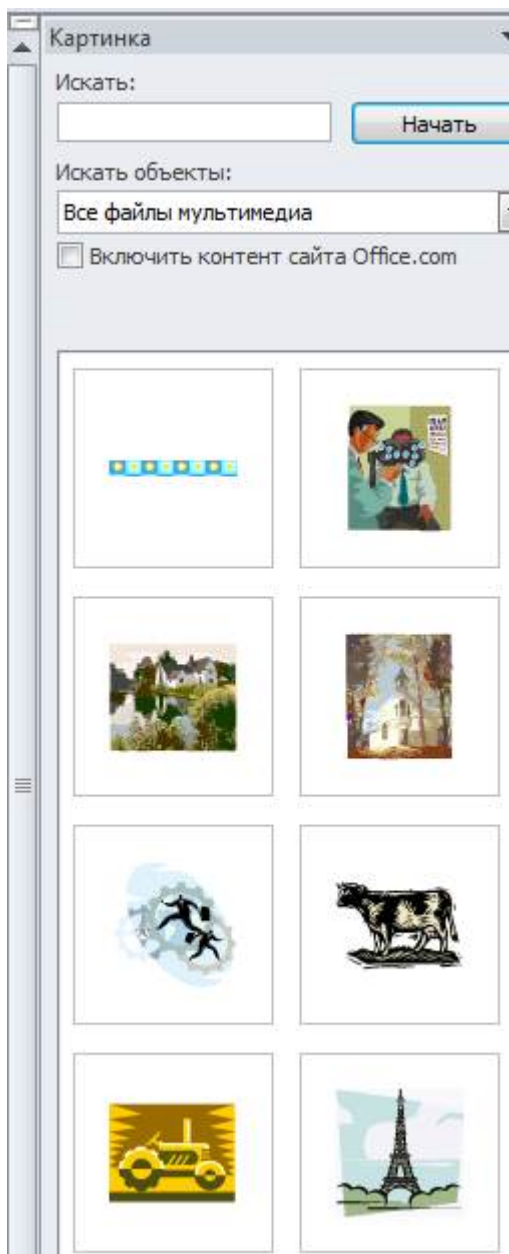 Картинка
Искать:
Начать
Искать объекты:
Все файлы мультимедиа
Включить контент сайта Office.com